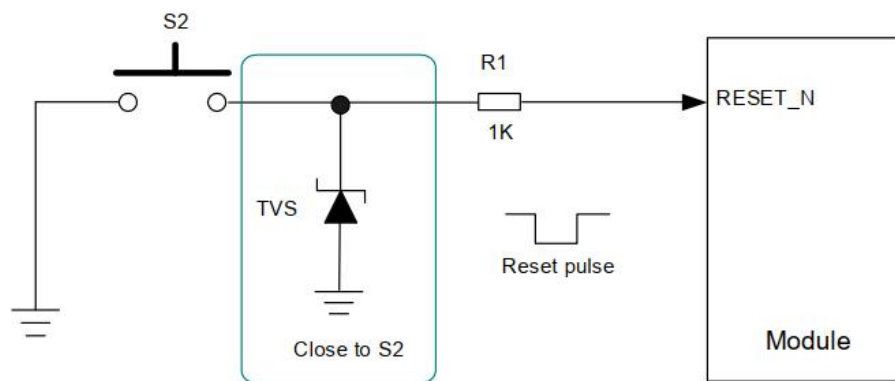 S2
R1
RESET_N
1K
TVS
Reset pulse
Close to S2
Module